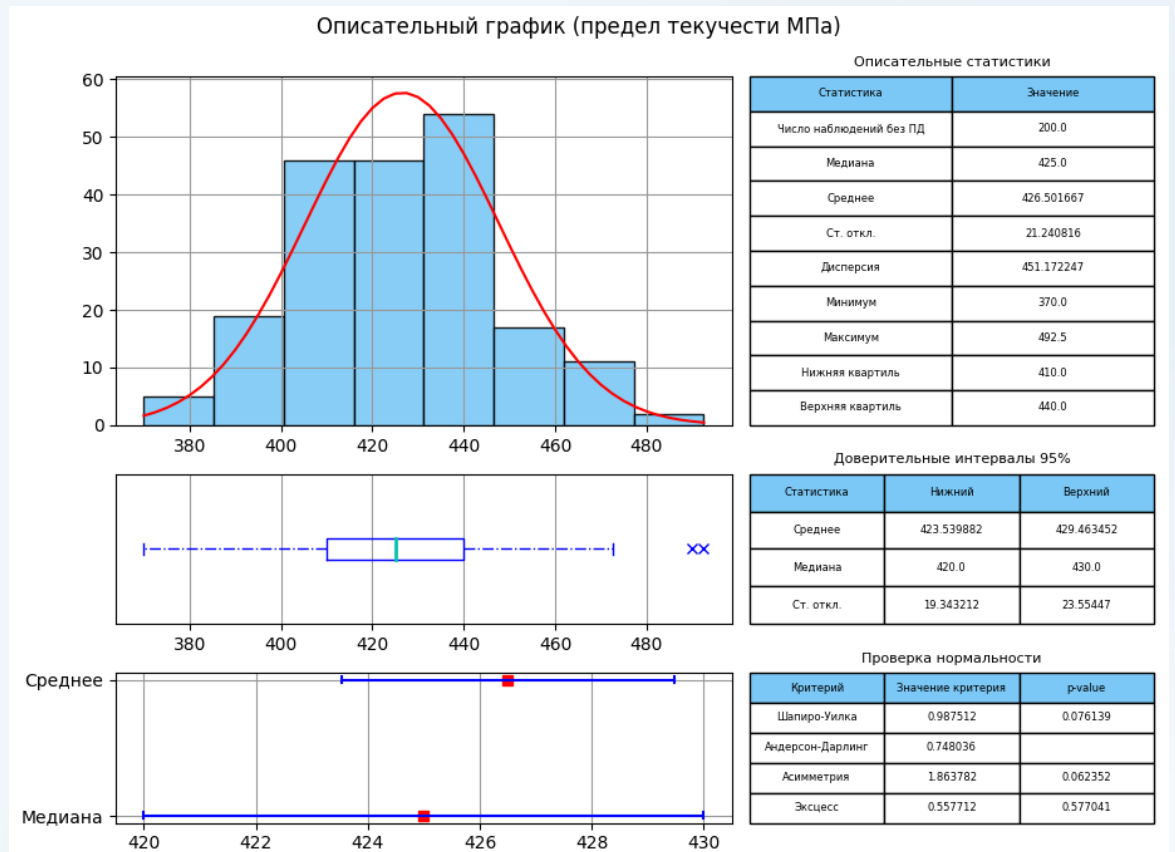 Описательный график (предел текучести МПа)
60
50
40
30
20
10
0
380 400 420 440 460 480
Описательные статистики
Статистика Значение
Число наблюдений без ПД 200.0
Медиана 425.0
Среднее 426.501667
Ст. откл. 21.240816
Дисперсия 451.172247
Минимум 370.0
Максимум 492.5
Нижняя квартиль 410.0
Верхняя квартиль 440.0
380 400 420 440 460 480
Доверительные интервалы 95%
Статистика Нижний Верхний
Среднее 423.539882 429.463452
Медиана 420.0 430.0
Ст. откл. 19.343212 23.55447
Среднее
Медиана
420 422 424 426 428 430
Проверка нормальности
Критерий Значение критерия p-value
Шапиро-Уилка 0.987512 0.076139
Андерсон-Дарлинг 0.748036
Асимметрия 1.863782 0.062352
Эксцесс 0.557712 0.577041